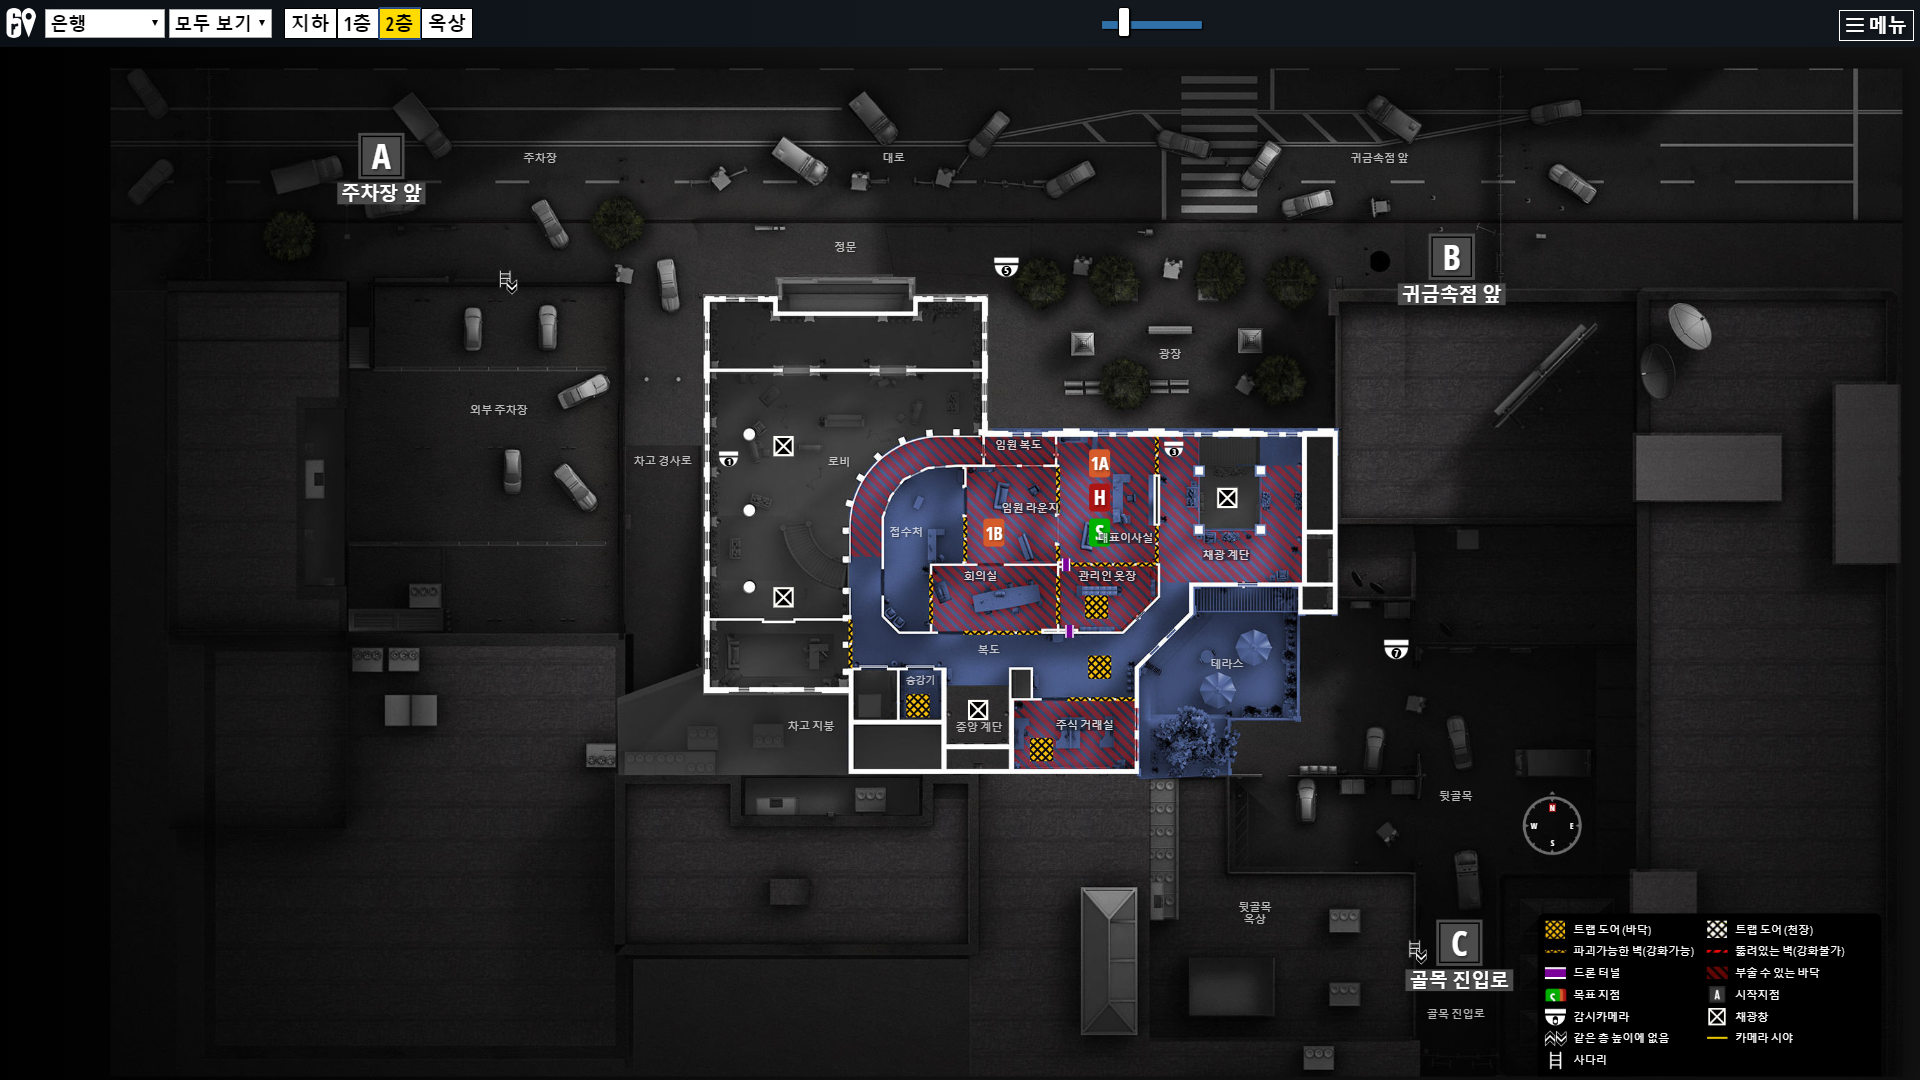 은행
모두 보기
지하
1층
2층
옥상
메뉴
A
주차장 앞
주차장
대로
귀금속점 앞
정문
5
B
귀금속점 앞
광장
외부 주차장
차고 경사로
1
로비
임원 복도
1A
3
H
임원 라운지
접수처
1B
S
대표이사실
채광 계단
회의실
관리인 옷장
복도
7
테라스
승강기
차고 지붕
중앙 계단
주식 거래실
뒷골목
N
W
E
S
뒷골목
옥상
C
골목 진입로
골목 진입로
트랩 도어 (바닥)
트랩 도어 (천장)
파괴가능한 벽(강화가능)
뚫려있는 벽(강화불가)
드론 터널
부술 수 있는 바닥
S
목표 지점
A
시작지점
감시카메라
채광창
같은 층 높이에 없음
카메라 시야
사다리